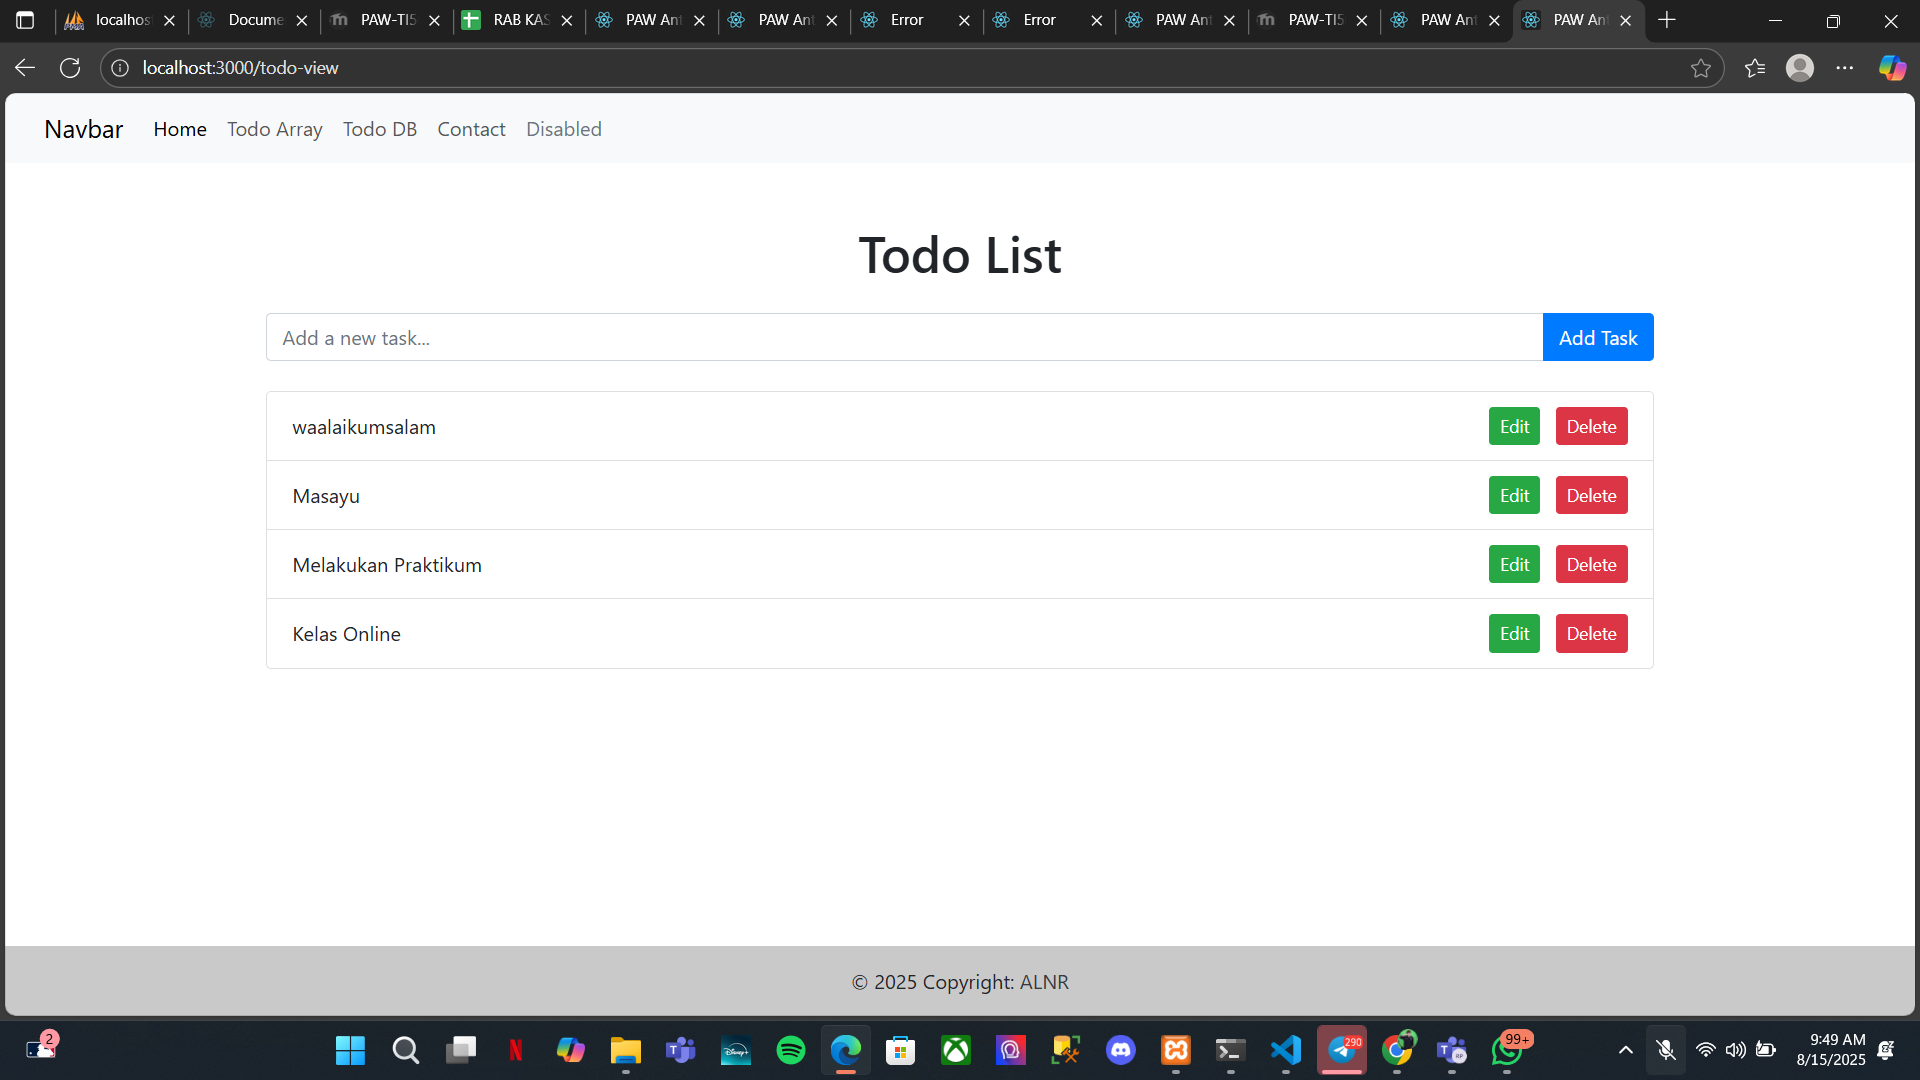 localhos
Docume
PAW-TI5
RAB KAS
PAW Ant
PAW Ant
Error
Error
PAW Ant
PAW-TI5
PAW Ant
PAW Ant
localhost:3000/todo-view
Navbar Home Todo Array Todo DB Contact Disabled
Todo List
Add a new task... Add Task
waalaikumsalam Edit Delete
Masayu Edit Delete
Melakukan Praktikum Edit Delete
Kelas Online Edit Delete
© 2025 Copyright: ALNR
2
Disney+
290
RP
99+
9:49 AM
8/15/2025